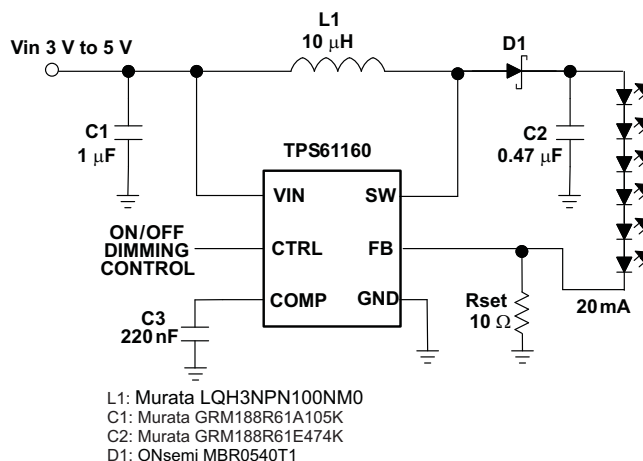 L1
10 μH
Vin 3 V to 5 V
D1
C1
1 μF
C2
0.47 μF
TPS61160
VIN
SW
ON/OFF
DIMMING
CONTROL
CTRL
FB
COMP
GND
C3
220 nF
Rset
10 Ω
20 mA
L1: Murata LQH3NPN100NM0
C1: Murata GRM188R61A105K
C2: Murata GRM188R61E474K
D1: ONsemi MBR0540T1